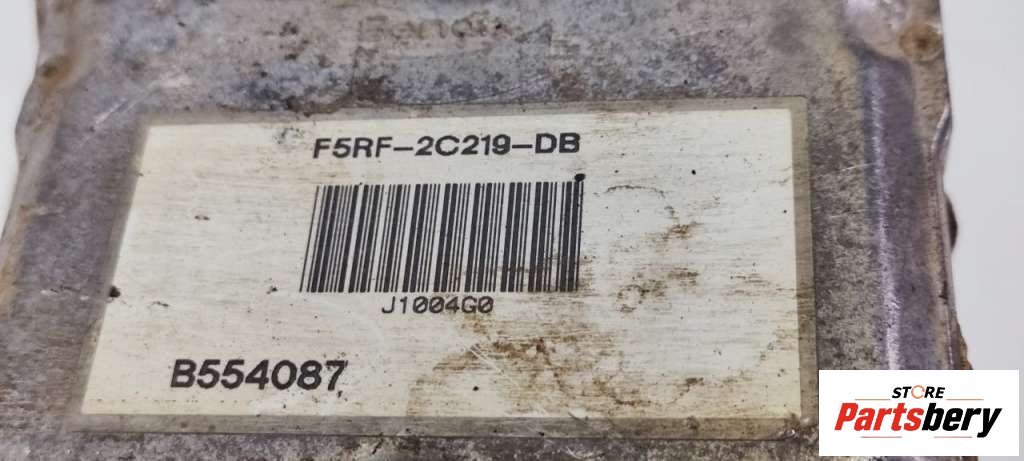 F5RF-2C219-DB
J1004G0
B554087
STORE
Partsbery